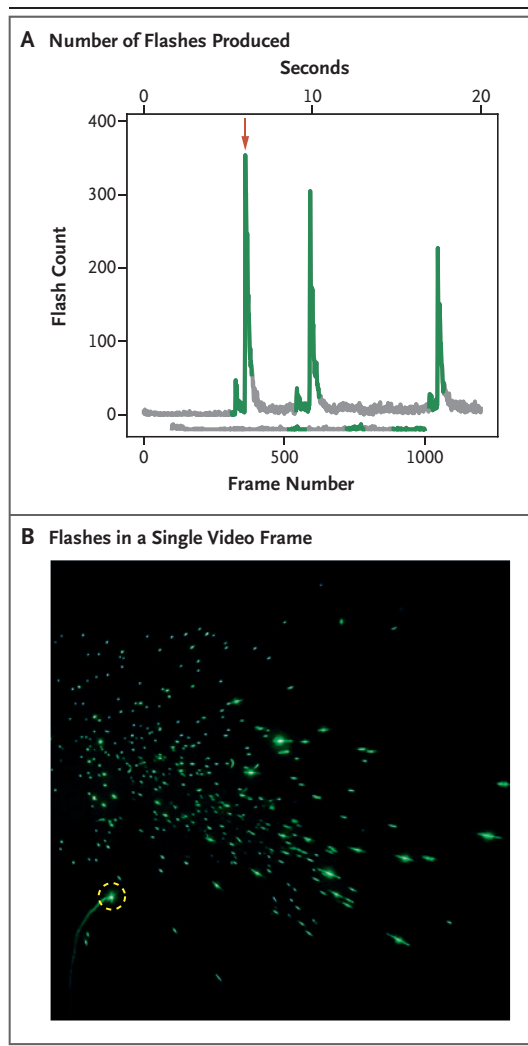 A Number of Flashes Produced
Seconds
0 10 20
400
300
200
100
0
Flash Count
0 500 1000
Frame Number
B Flashes in a Single Video Frame